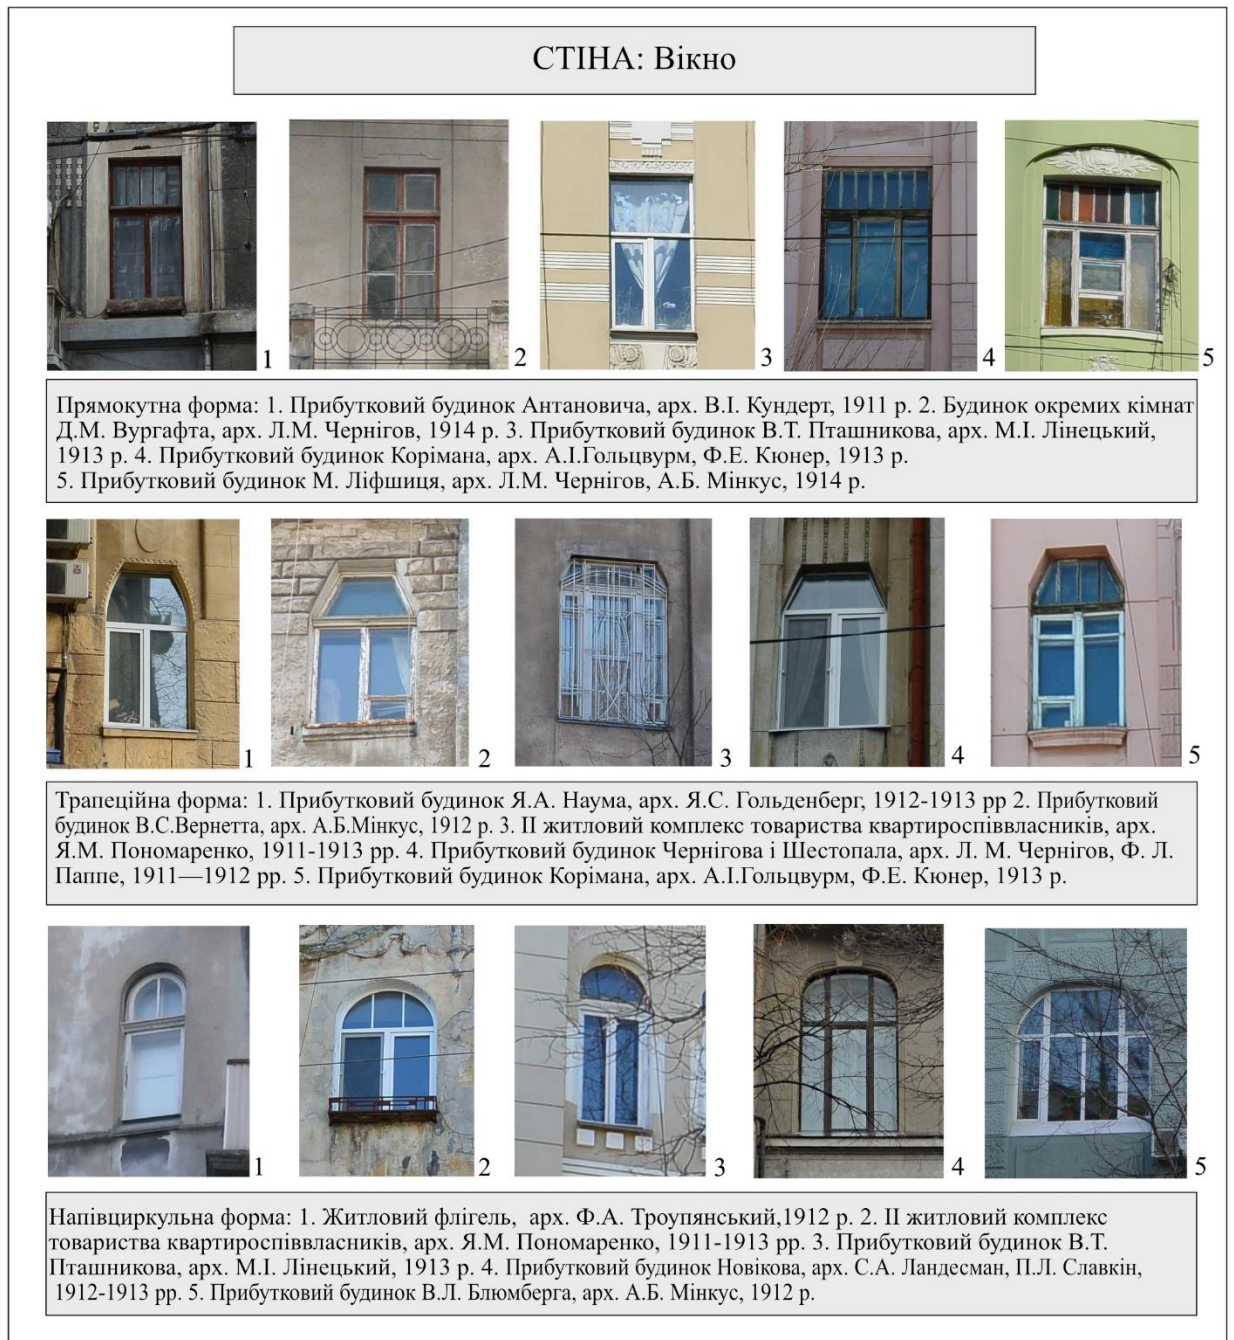 СТІНА: Вікно
1
2
3
4
5
Прямокутна форма: 1. Прибутковий будинок Антановича, арх. В.І. Кундерт, 1911 р. 2. Будинок окремих кімнат
Д.М. Вургафта, арх. Л.М. Чернігов, 1914 р. 3. Прибутковий будинок В.Т. Пташникова, арх. М.І. Лінецький,
1913 р. 4. Прибутковий будинок Корімана, арх. А.І.Гольцвурм, Ф.Е. Кюнер, 1913 р.
5. Прибутковий будинок М. Ліфшиця, арх. Л.М. Чернігов, А.Б. Мінкус, 1914 р.
1
2
3
4
5
Трапеційна форма: 1. Прибутковий будинок Я.А. Наума, арх. Я.С. Гольденберг, 1912-1913 рр 2. Прибутковий
будинок В.С.Вернетта, арх. А.Б.Мінкус, 1912 р. 3. ІІ житловий комплекс товариства квартироспіввласників, арх.
Я.М. Пономаренко, 1911-1913 рр. 4. Прибутковий будинок Чернігова і Шестопала, арх. Л. М. Чернігов, Ф. Л.
Паппе, 1911—1912 рр. 5. Прибутковий будинок Корімана, арх. А.І.Гольцвурм, Ф.Е. Кюнер, 1913 р.
1
2
3
4
5
Напівциркульна форма: 1. Житловий флігель, арх. Ф.А. Троупянський,1912 р. 2. ІІ житловий комплекс
товариства квартироспіввласників, арх. Я.М. Пономаренко, 1911-1913 рр. 3. Прибутковий будинок В.Т.
Пташникова, арх. М.І. Лінецький, 1913 р. 4. Прибутковий будинок Новікова, арх. С.А. Ландесман, П.Л. Славкін,
1912-1913 рр. 5. Прибутковий будинок В.Л. Блюмберга, арх. А.Б. Мінкус, 1912 р.